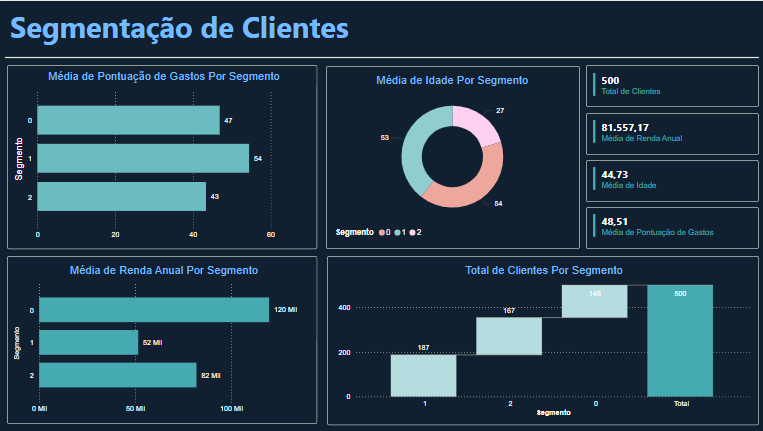 Segmentação de Clientes
Média de Pontuação de Gastos Por Segmento
Segmento
0
47
1
54
2
43
0
20
40
60
Média de Idade Por Segmento
27
53
54
Segmento 0 1 2
500
Total de Clientes
81.557,17
Média de Renda Anual
44,73
Média de Idade
48,51
Média de Pontuação de Gastos
Média de Renda Anual Por Segmento
Segmento
0
120 Mil
1
52 Mil
2
82 Mil
0 Mil
50 Mil
100 Mil
Total de Clientes Por Segmento
400
200
0
187
167
146
500
1
2
0
Total
Segmento